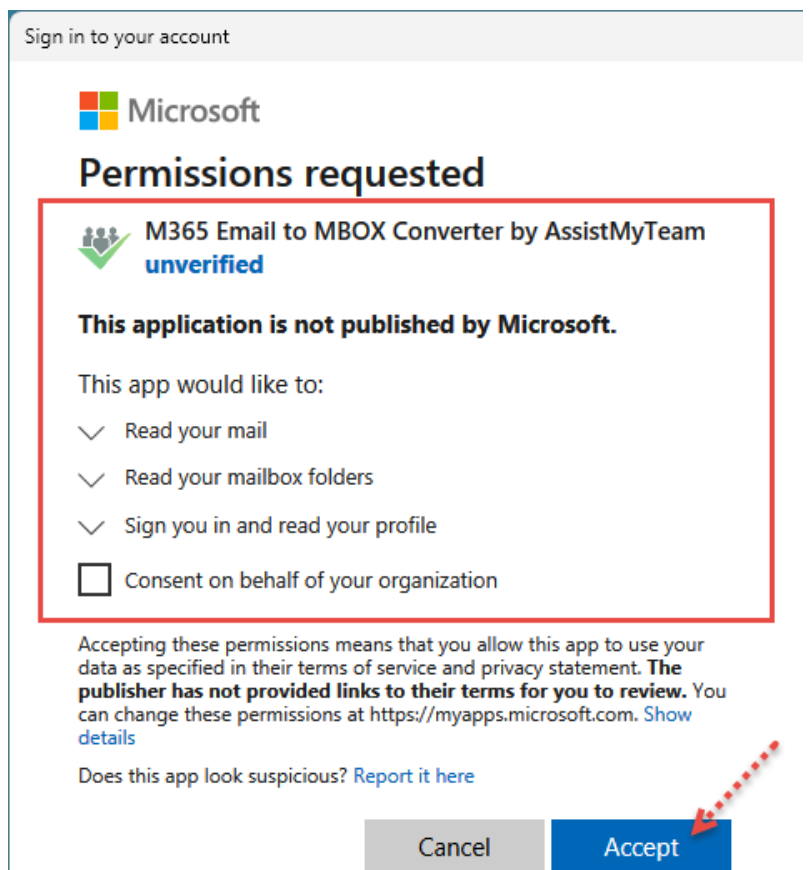 Sign in to your account
Microsoft
Permissions requested
M365 Email to MBOX Converter by AssistMyTeam
unverified
This application is not published by Microsoft.
This app would like to:
Read your mail
Read your mailbox folders
Sign you in and read your profile
Consent on behalf of your organization
Accepting these permissions means that you allow this app to use your
data as specified in their terms of service and privacy statement. The
publisher has not provided links to their terms for you to review. You
can change these permissions at https://myapps.microsoft.com. Show
details
Does this app look suspicious? Report it here
Cancel
Accept